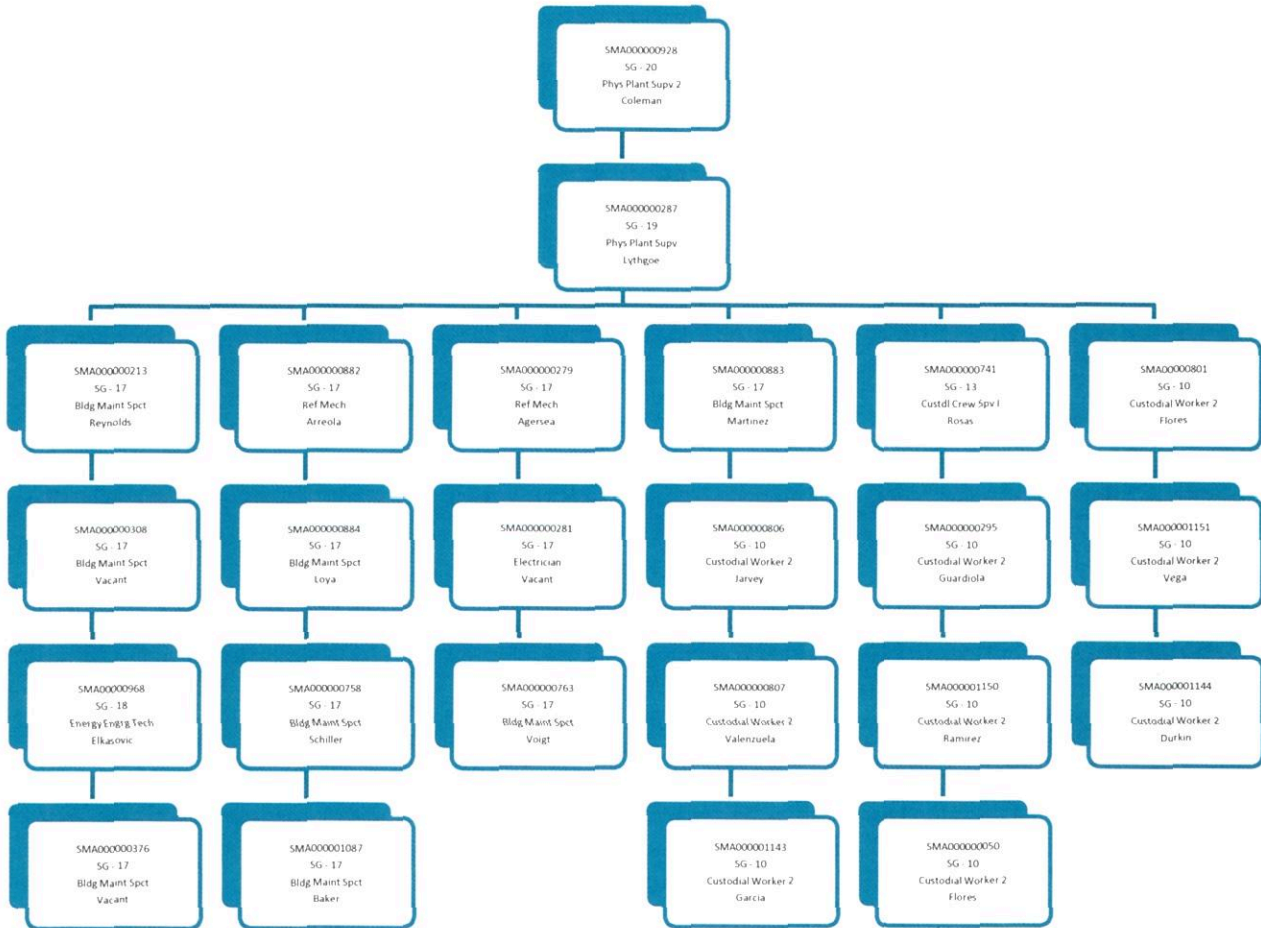 SMA000000928
SG - 20
Phys Plant Supv 2
Coleman
SMA000000287
SG - 19
Phys Plant Supv
Lythgoe
SMA000000213
SG - 17
Bldg Maint Spct
Reynolds
SMA000000882
SG - 17
Ref Mech
Arreola
SMA000000279
SG - 17
Ref Mech
Agersea
SMA000000883
SG - 17
Bldg Maint Spct
Martinez
SMA000000741
SG - 13
Custdl Crew Spv I
Rosas
SMA00000801
SG - 10
Custodial Worker 2
Flores
SMA000000308
SG - 17
Bldg Maint Spct
Vacant
SMA000000884
SG - 17
Bldg Maint Spct
Loya
SMA000000281
SG - 17
Electrician
Vacant
SMA000000806
SG - 10
Custodial Worker 2
Jarvey
SMA000000295
SG - 10
Custodial Worker 2
Guardiola
SMA000001151
SG - 10
Custodial Worker 2
Vega
SMA00000968
SG - 18
Energy Engrg Tech
Elkasovic
SMA000000758
SG - 17
Bldg Maint Spct
Schiller
SMA000000763
SG - 17
Bldg Maint Spct
Voigt
SMA000000807
SG - 10
Custodial Worker 2
Valenzuela
SMA000001150
SG - 10
Custodial Worker 2
Ramirez
SMA000001144
SG - 10
Custodial Worker 2
Durkin
SMA000000376
SG - 17
Bldg Maint Spct
Vacant
SMA000001087
SG - 17
Bldg Maint Spct
Baker
SMA000001143
SG - 10
Custodial Worker 2
Garcia
SMA000000050
SG - 10
Custodial Worker 2
Flores